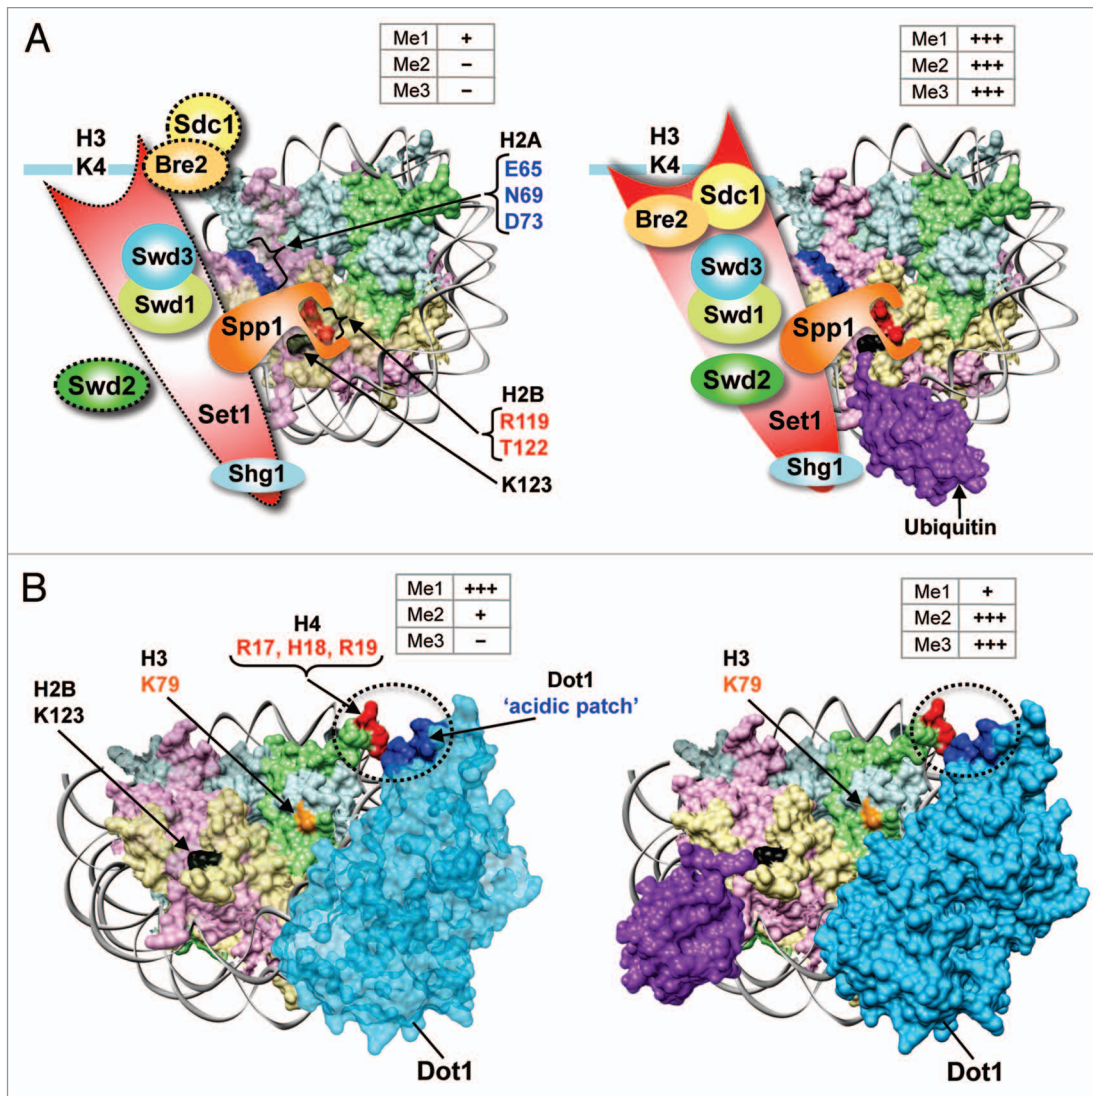 A
Me1 +
Me2 –
Me3 –
H3
K4
Sdc1
Bre2
H2A
E65
N69
D73
Swd3
Swd1
Spp1
Swd2
Set1
H2B
R119
T122
K123
Shg1
Me1 +++
Me2 +++
Me3 +++
H3
K4
Sdc1
Bre2
Swd3
Swd1
Spp1
Swd2
Set1
Shg1
Ubiquitin
B
Me1 +++
Me2 +
Me3 –
H4
R17, H18, R19
H3
K79
H2B
K123
Dot1
‘acidic patch’
Dot1
Me1 +
Me2 +++
Me3 +++
H3
K79
Dot1